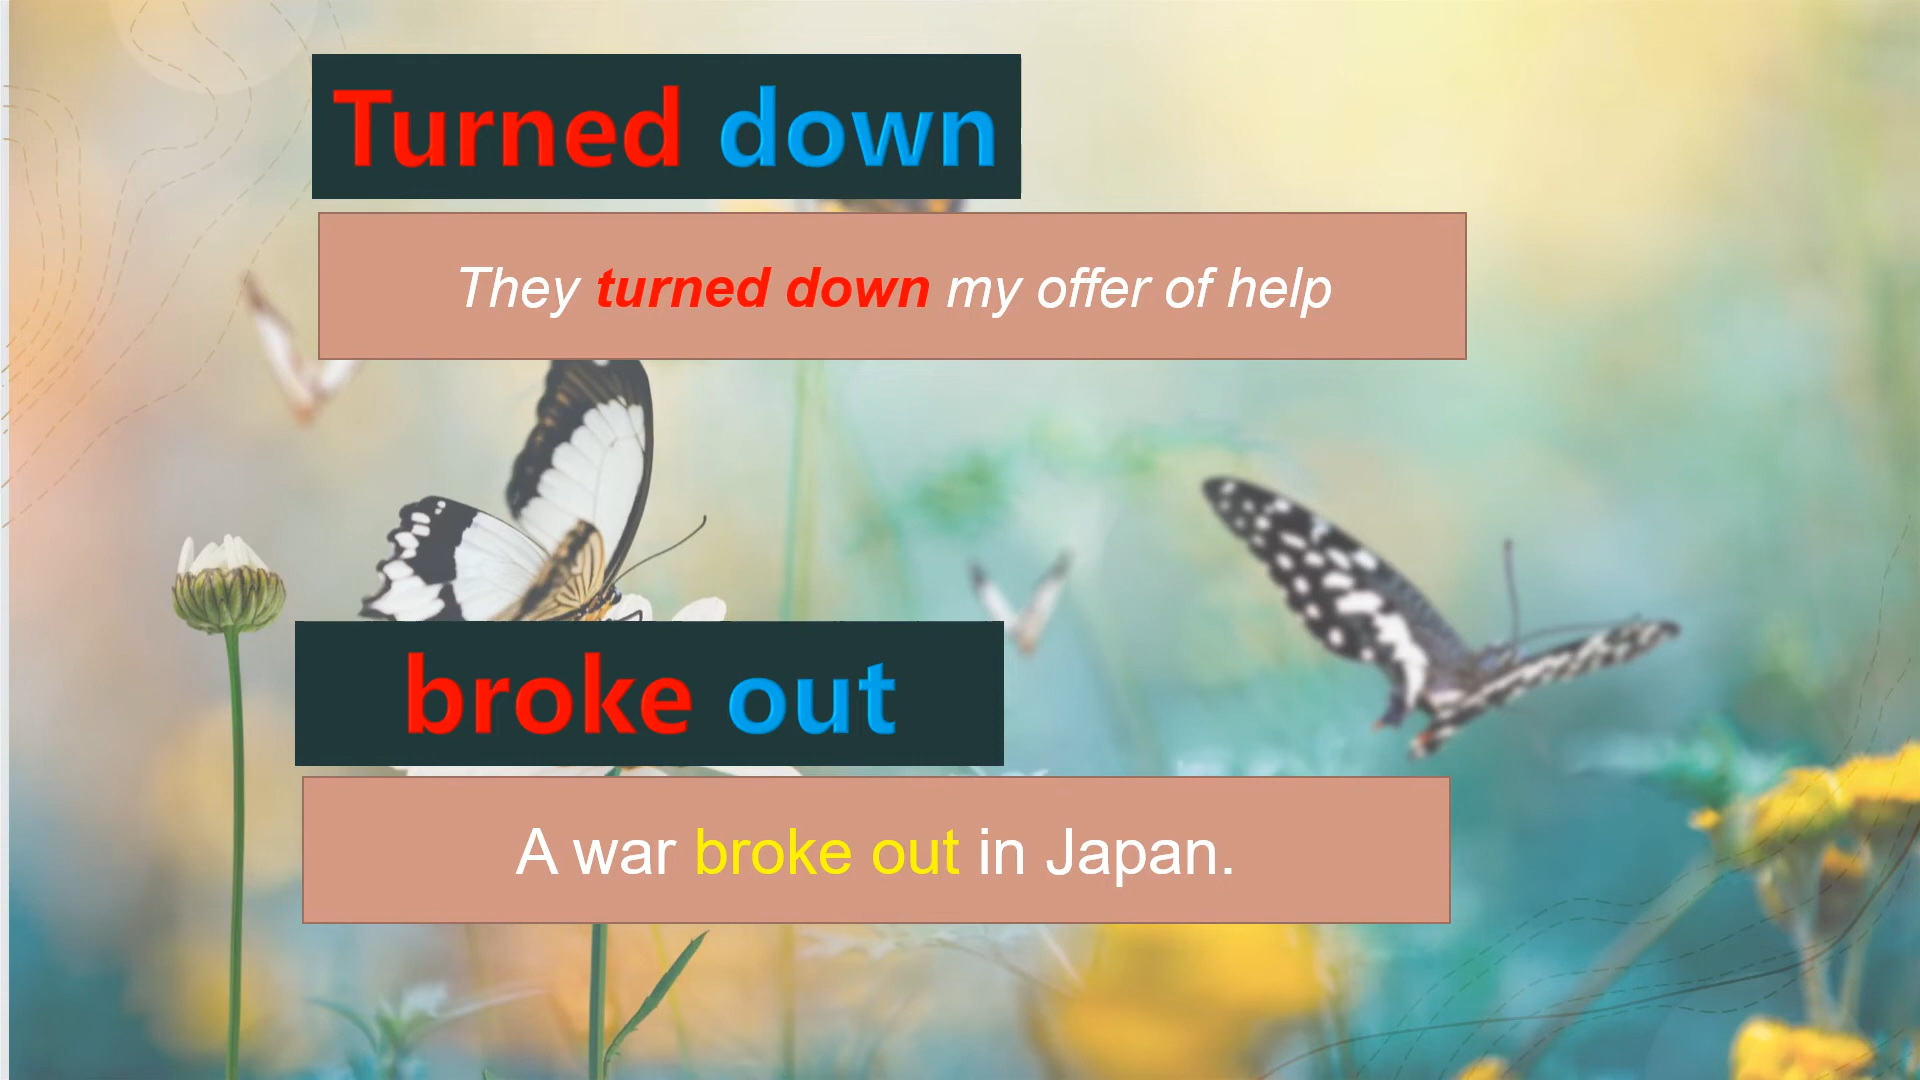 Turned down
They turned down my offer of help
broke out
A war broke out in Japan.